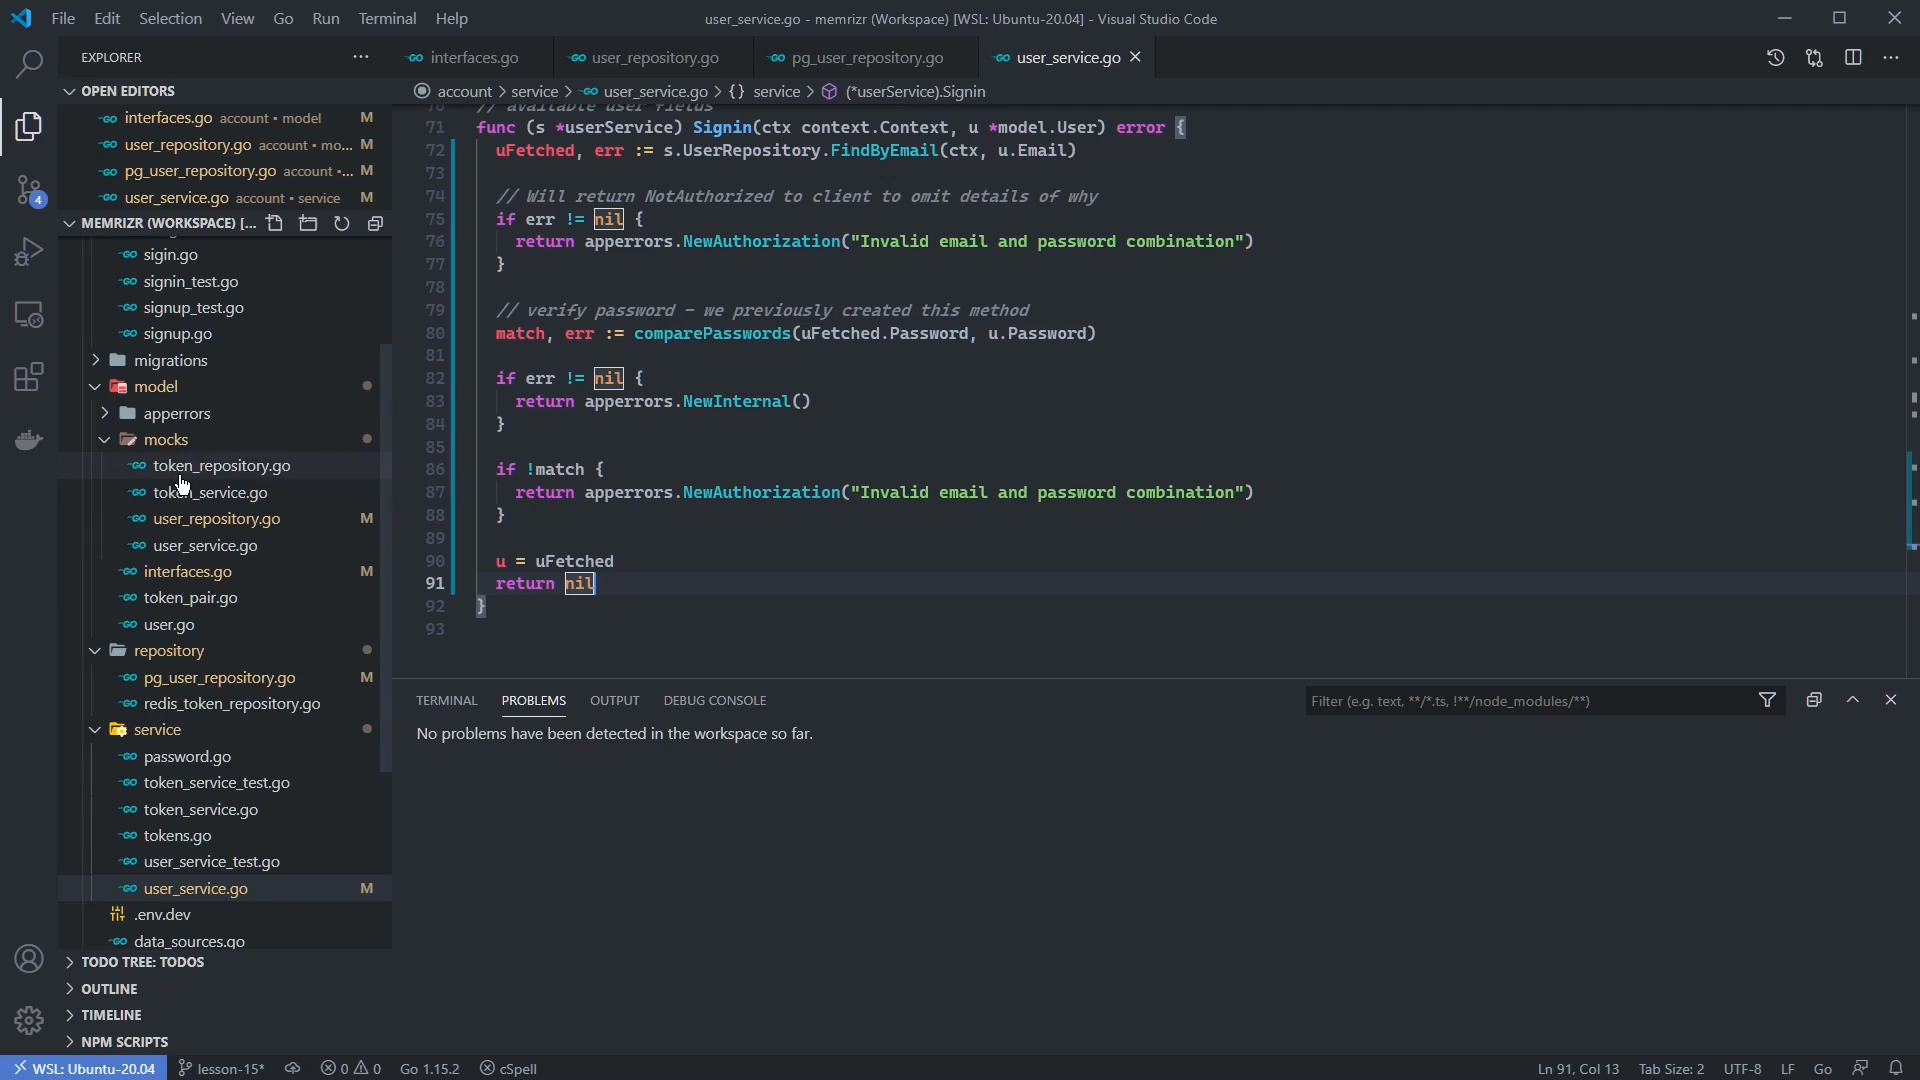 File Edit Selection View Go Run Terminal Help
user_service.go - memrizr (Workspace) [WSL: Ubuntu-20.04] - Visual Studio Code
EXPLORER
interfaces.go
user_repository.go
pg_user_repository.go
user_service.go
OPEN EDITORS
interfaces.go account • model M
user_repository.go account • mo... M
pg_user_repository.go account •... M
user_service.go account • service M
MEMRIZR (WORKSPACE) [...
sigin.go
signin_test.go
signup_test.go
signup.go
migrations
model
apperrors
mocks
token_repository.go
token_service.go
user_repository.go M
user_service.go
interfaces.go M
token_pair.go
user.go
repository
pg_user_repository.go M
redis_token_repository.go
service
password.go
token_service_test.go
token_service.go
tokens.go
user_service_test.go
user_service.go M
.env.dev
data_sources.go
TODO TREE: TODOS
OUTLINE
TIMELINE
NPM SCRIPTS
4
account > service > user_service.go > {} service > (*userService).Signin
70 // available user fields
71 func (s *userService) Signin(ctx context.Context, u *model.User) error {
72 uFetched, err := s.UserRepository.FindByEmail(ctx, u.Email)
73
74 // Will return NotAuthorized to client to omit details of why
75 if err != nil {
76 return apperrors.NewAuthorization("Invalid email and password combination")
77 }
78
79 // verify password - we previously created this method
80 match, err := comparePasswords(uFetched.Password, u.Password)
81
82 if err != nil {
83 return apperrors.NewInternal()
84 }
85
86 if !match {
87 return apperrors.NewAuthorization("Invalid email and password combination")
88 }
89
90 u = uFetched
91 return nil
92 }
93
TERMINAL PROBLEMS OUTPUT DEBUG CONSOLE
Filter (e.g. text, **/*.ts, !**/node_modules/**)
No problems have been detected in the workspace so far.
WSL: Ubuntu-20.04 lesson-15* 0 0 Go 1.15.2 cSpell
Ln 91, Col 13 Tab Size: 2 UTF-8 LF Go